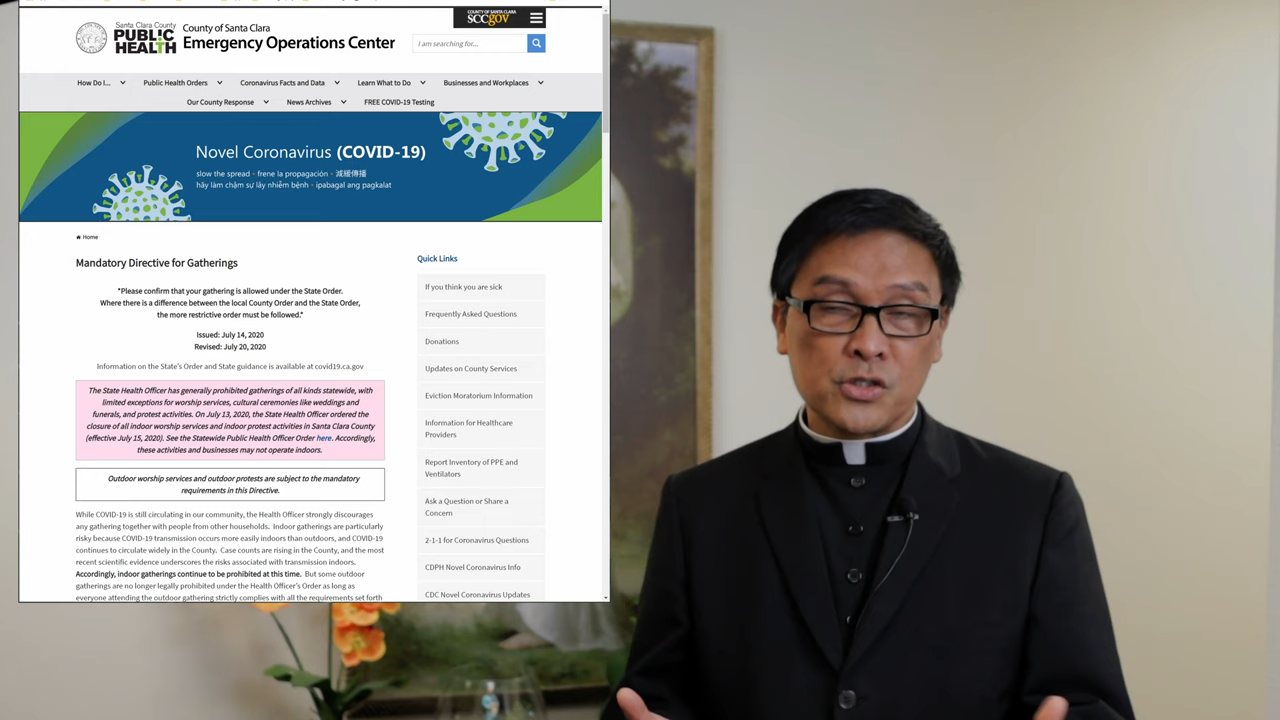 COUNTY OF SANTA CLARA
sccgov
Santa Clara County
PUBLIC
HEALTH
County of Santa Clara
Emergency Operations Center
I am searching for...
How Do I... Public Health Orders Coronavirus Facts and Data Learn What to Do Businesses and Workplaces
Our County Response News Archives FREE COVID-19 Testing
Novel Coronavirus (COVID-19)
slow the spread · frene la propagación · 減緩傳播
hãy làm chậm sự lây nhiễm bệnh · ipabagal ang pagkalat
Home
Mandatory Directive for Gatherings
*Please confirm that your gathering is allowed under the State Order.
Where there is a difference between the local County Order and the State Order,
the more restrictive order must be followed.*
Issued: July 14, 2020
Revised: July 20, 2020
Information on the State's Order and State guidance is available at covid19.ca.gov
The State Health Officer has generally prohibited gatherings of all kinds statewide, with
limited exceptions for worship services, cultural ceremonies like weddings and
funerals, and protest activities. On July 13, 2020, the State Health Officer ordered the
closure of all indoor worship services and indoor protest activities in Santa Clara County
(effective July 15, 2020). See the Statewide Public Health Officer Order here. Accordingly,
these activities and businesses may not operate indoors.
Outdoor worship services and outdoor protests are subject to the mandatory
requirements in this Directive.
While COVID-19 is still circulating in our community, the Health Officer strongly discourages
any gathering together with people from other households. Indoor gatherings are particularly
risky because COVID-19 transmission occurs more easily indoors than outdoors, and COVID-19
continues to circulate widely in the County. Case counts are rising in the County, and the most
recent scientific evidence underscores the risks associated with transmission indoors.
Accordingly, indoor gatherings continue to be prohibited at this time. But some outdoor
gatherings are no longer legally prohibited under the Health Officer's Order as long as
everyone attending the outdoor gathering strictly complies with all the requirements set forth
Quick Links
If you think you are sick
Frequently Asked Questions
Donations
Updates on County Services
Eviction Moratorium Information
Information for Healthcare
Providers
Report Inventory of PPE and
Ventilators
Ask a Question or Share a
Concern
2-1-1 for Coronavirus Questions
CDPH Novel Coronavirus Info
CDC Novel Coronavirus Updates